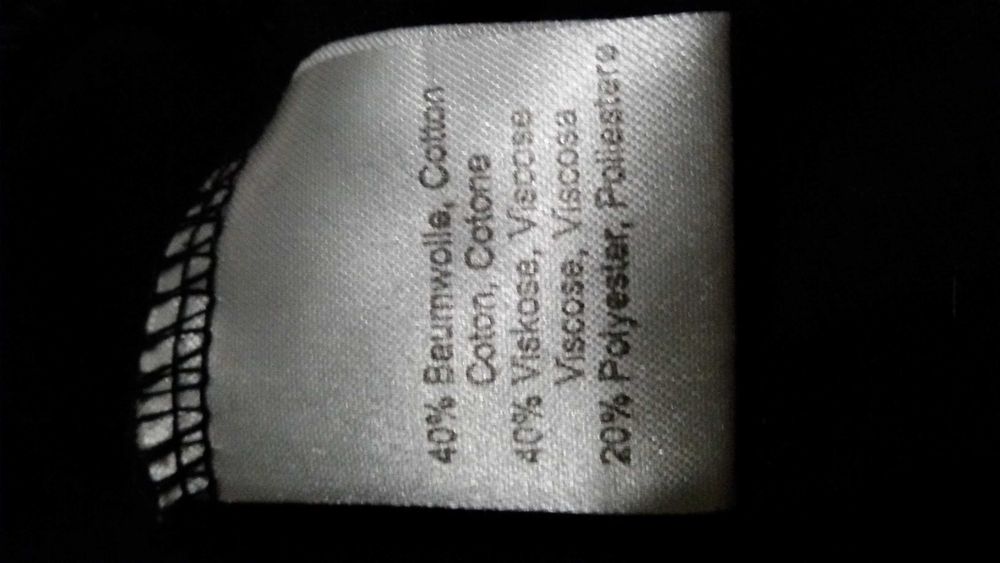 40% Baumwolle, Cotton
Coton, Cotone
40% Viskose, Viscose
Viscose, Viscosa
20% Polyester, Poliestere